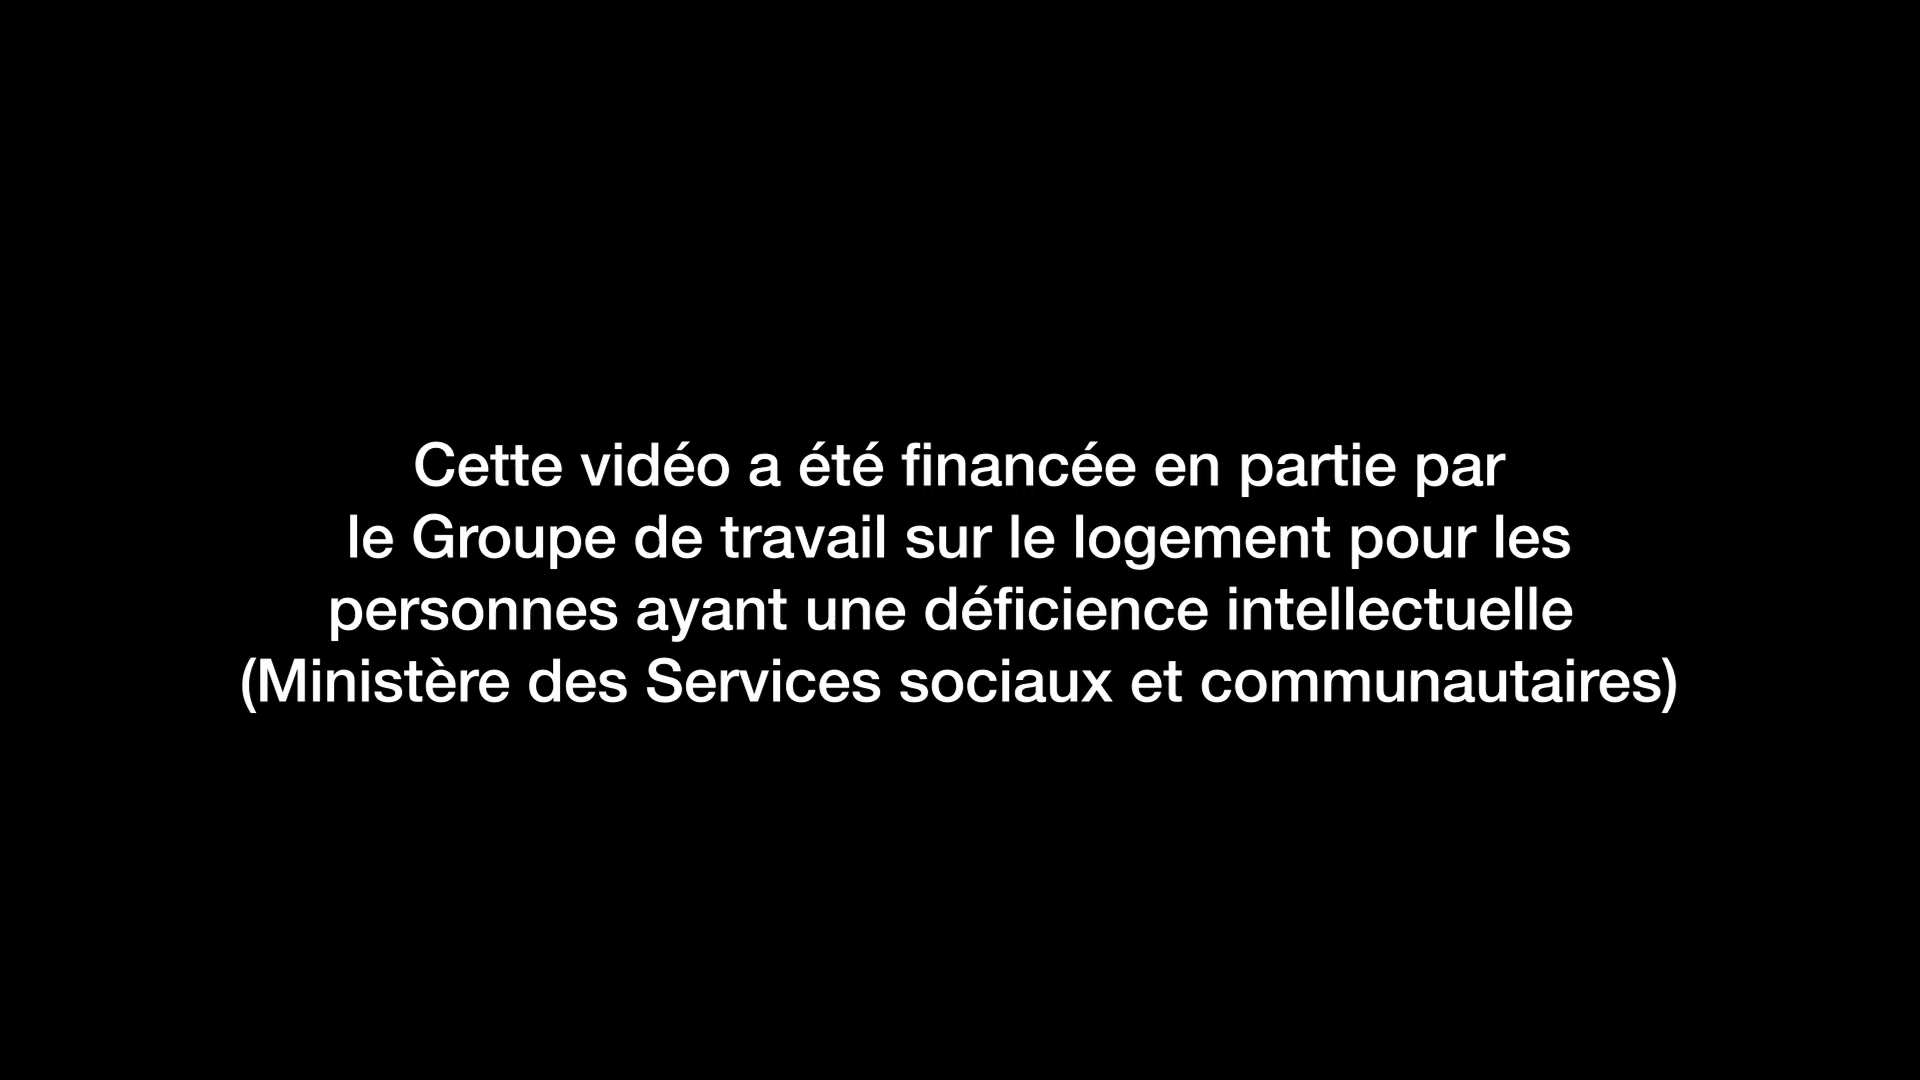 Cette vidéo a été financée en partie par
le Groupe de travail sur le logement pour les
personnes ayant une déficience intellectuelle
(Ministère des Services sociaux et communautaires)